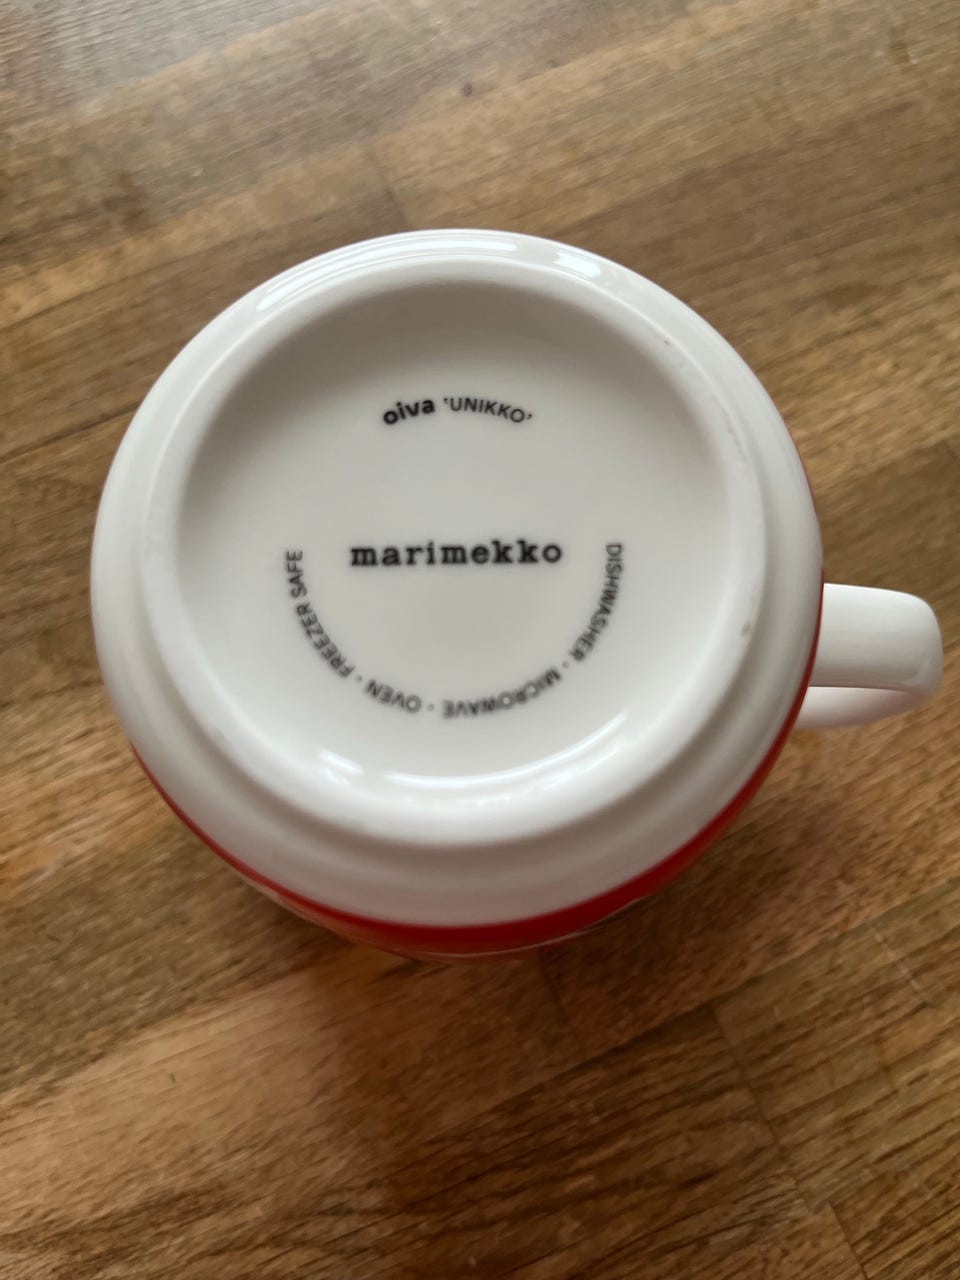 oiva 'UNIKKO'
marimekko
DISHWASHER · MICROWAVE · OVEN · FREEZER SAFE